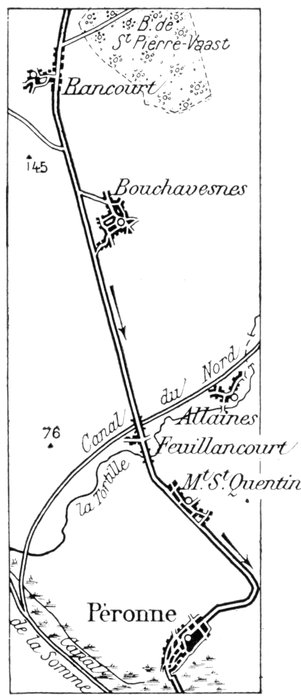 B. de
St Pierre-Vaast
Rancourt
145
Bouchavesnes
Canal du Nord
Allaines
76
Feuillancourt
la Tortille
Mt St Quentin
Péronne
Canal
de la Somme